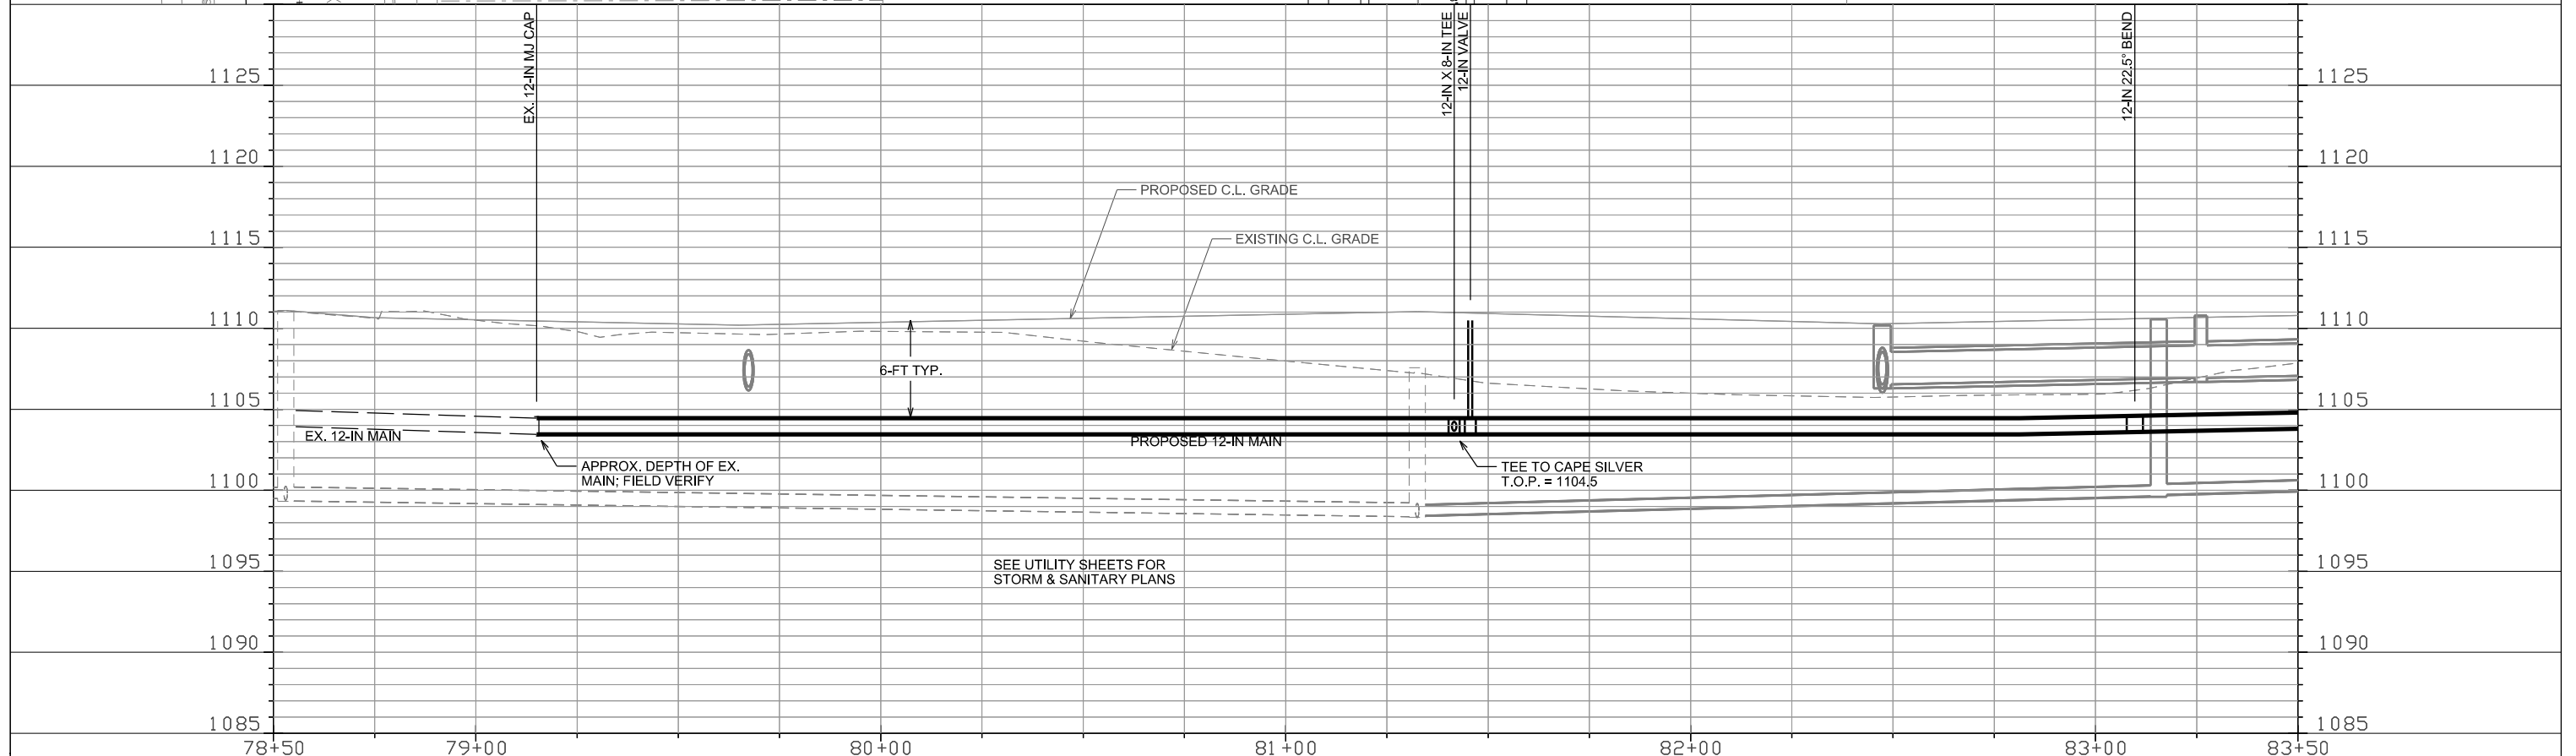 EX. 12-IN MJ CAP
12-IN X 8-IN TEE
12-IN VALVE
12-IN 22.5° BEND
1125
1125
1120
1120
PROPOSED C.L. GRADE
EXISTING C.L. GRADE
1115
1115
1110
1110
6-FT TYP.
1105
1105
EX. 12-IN MAIN
PROPOSED 12-IN MAIN
APPROX. DEPTH OF EX.
MAIN; FIELD VERIFY
TEE TO CAPE SILVER
T.O.P. = 1104.5
1100
1100
SEE UTILITY SHEETS FOR
STORM & SANITARY PLANS
1095
1095
1090
1090
1085
1085
78+50
79+00
80+00
81+00
82+00
83+00
83+50